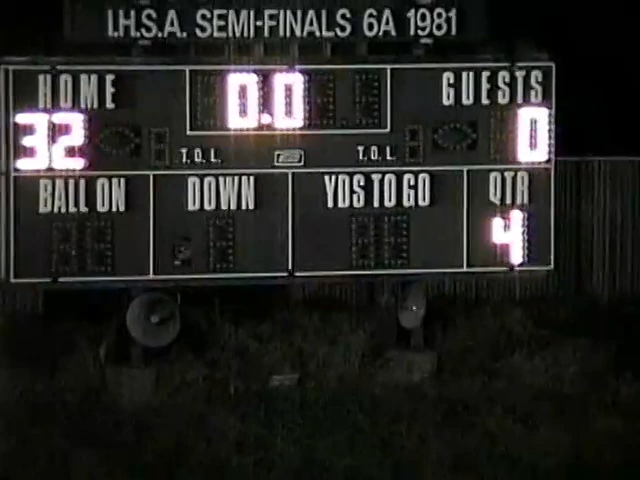 I.H.S.A. SEMI-FINALS 6A 1981
HOME 0.0 GUESTS
32 T.O.L. T.O.L. 0
BALL ON DOWN YDS TO GO QTR
4